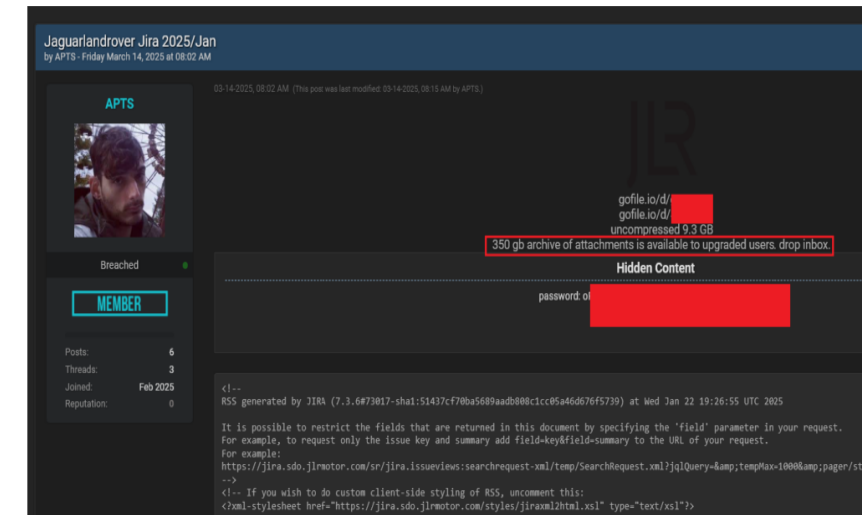 Jaguarlandrover Jira 2025/Jan
by APTS - Friday March 14, 2025 at 08:02 AM
03-14-2025, 08:02 AM (This post was last modified: 03-14-2025, 08:15 AM by APTS.)
APTS
JLR
gofile.io/d/
gofile.io/d/
uncompressed 9.3 GB
350 gb archive of attachments is available to upgraded users. drop inbox.
Breached
Hidden Content
MEMBER
password:
Posts: 6
Threads: 3
Joined: Feb 2025
Reputation: 0
<!--
RSS generated by JIRA (7.3.6#73017-sha1:51437cf70ba5689aadb808c1cc05a46d676f5739) at Wed Jan 22 19:26:55 UTC 2025
It is possible to restrict the fields that are returned in this document by specifying the 'field' parameter in your request.
For example, to request only the issue key and summary add field=key&field=summary to the URL of your request.
For example:
https://jira.sdo.jlrmotor.com/sr/jira.issueviews:searchrequest-xml/temp/SearchRequest.xml?jqlQuery=&amp;tempMax=1000&amp;pager/st
-->
<!-- If you wish to do custom client-side styling of RSS, uncomment this:
<?xml-stylesheet href="https://jira.sdo.jlrmotor.com/styles/jiraxml2html.xsl" type="text/xsl"?>